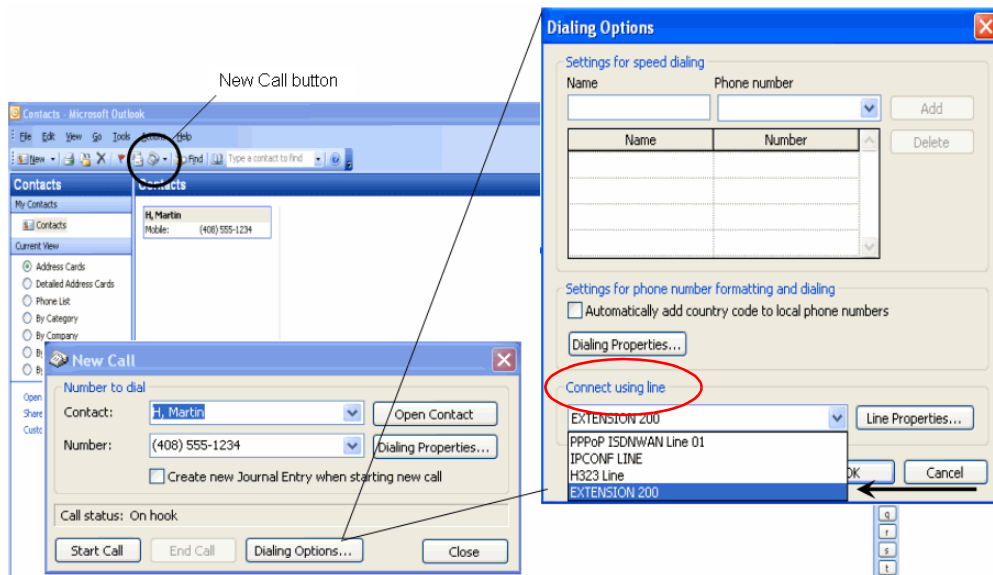 New Call button
Contacts - Microsoft Outlook
File Edit View Go Tools Actions Help
New Find Type a contact to find
Contacts
My Contacts
Contacts
Current View
Address Cards
Detailed Address Cards
Phone List
By Category
By Company
By
Open
Share
Custo
Contacts
H, Martin
Mobile: (408) 555-1234
New Call
Number to dial
Contact: H, Martin Open Contact
Number: (408) 555-1234 Dialing Properties...
Create new Journal Entry when starting new call
Call status: On hook
Start Call End Call Dialing Options... Close
Dialing Options
Settings for speed dialing
Name Phone number
Add
Name Number Delete
Settings for phone number formatting and dialing
Automatically add country code to local phone numbers
Dialing Properties...
Connect using line
EXTENSION 200 Line Properties...
PPPoP ISDNWAN Line 01
IPCONF LINE
H323 Line
EXTENSION 200
OK Cancel
q
r
s
t